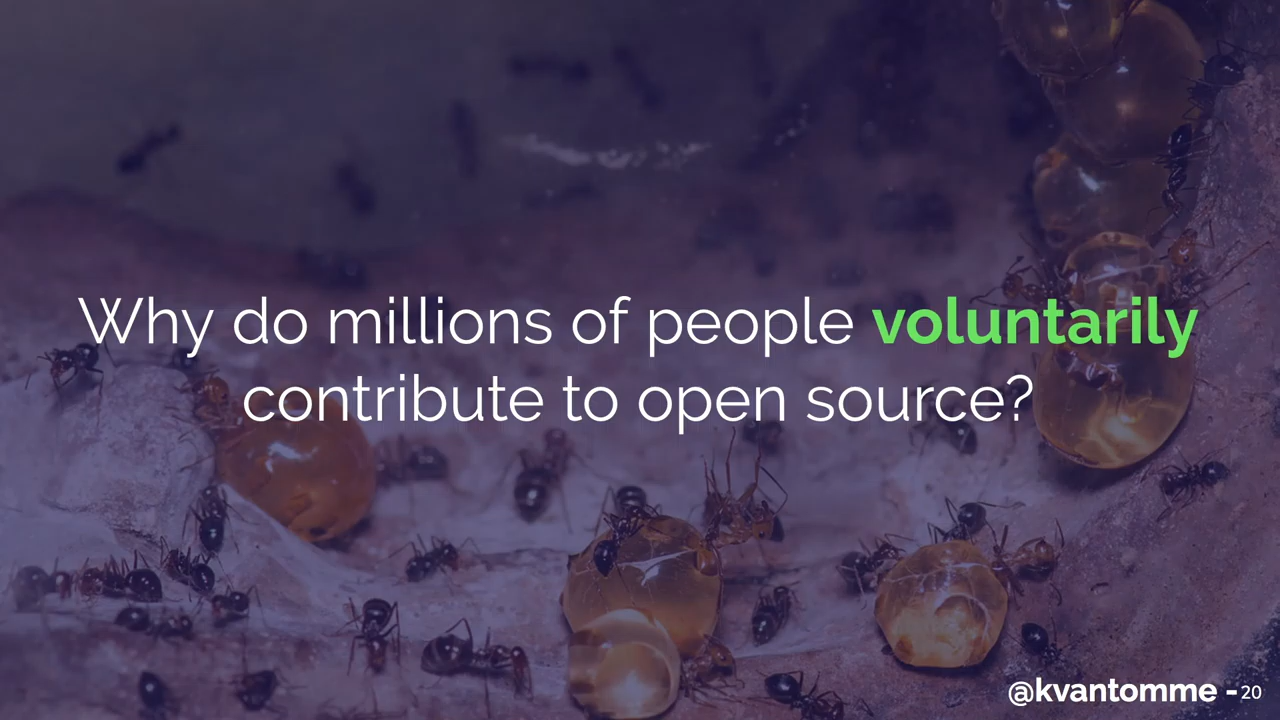 Why do millions of people voluntarily
contribute to open source?
@kvantomme - 20